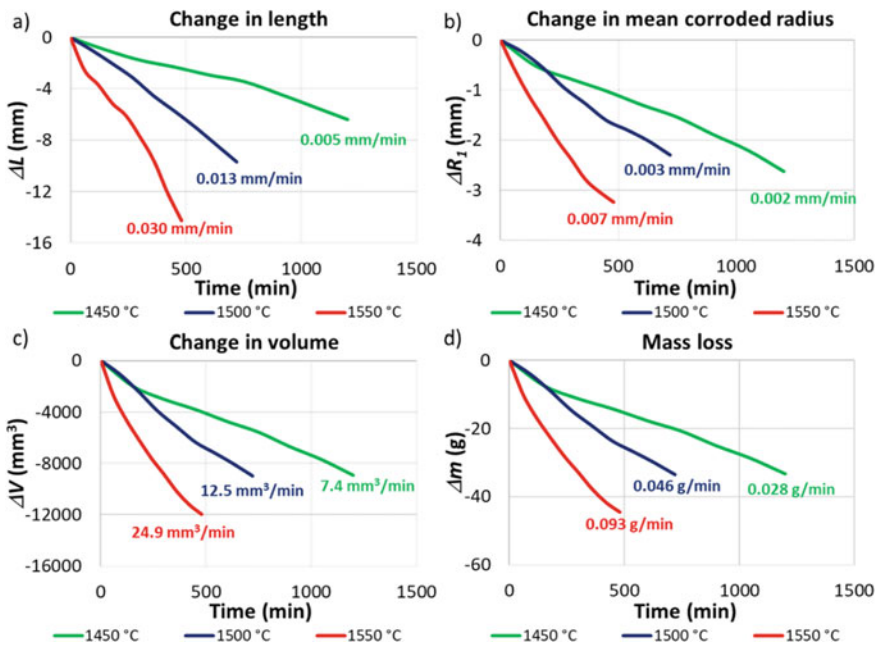 a) Change in length
0
-4
-8
-12
-16
ΔL (mm)
0.005 mm/min
0.013 mm/min
0.030 mm/min
0 500 1000 1500
Time (min)
1450 °C 1500 °C 1550 °C
b) Change in mean corroded radius
0
-1
-2
-3
-4
ΔR1 (mm)
0.003 mm/min
0.002 mm/min
0.007 mm/min
0 500 1000 1500
Time (min)
1450 °C 1500 °C 1550 °C
c) Change in volume
0
-4000
-8000
-12000
-16000
ΔV (mm³)
12.5 mm³/min
7.4 mm³/min
24.9 mm³/min
0 500 1000 1500
Time (min)
1450 °C 1500 °C 1550 °C
d) Mass loss
0
-20
-40
-60
Δm (g)
0.046 g/min
0.028 g/min
0.093 g/min
0 500 1000 1500
Time (min)
1450 °C 1500 °C 1550 °C